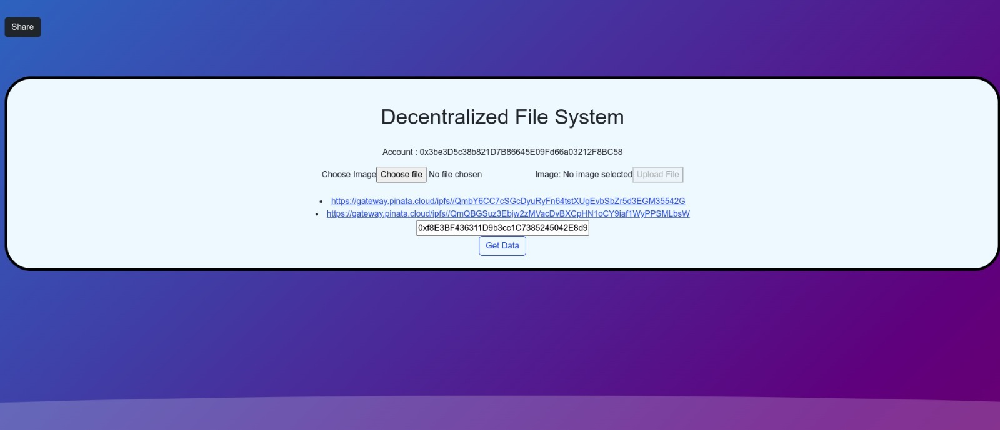 Share
Decentralized File System
Account : 0x3be3D5c38b821D7B86645E09Fd66a03212F8BC58
Choose Image Choose file No file chosen Image: No image selected Upload File
https://gateway.pinata.cloud/ipfs//QmbY6CC7cSGcDyuRyFn64tstXUgEvbSbZr5d3EGM35542G
https://gateway.pinata.cloud/ipfs//QmQBGSuz3Ebjw2zMVacDvBXCpHN1oCY9iaf1WyPPSMLbsW
0xf8E3BF436311D9b3cc1C7385245042E8d9
Get Data